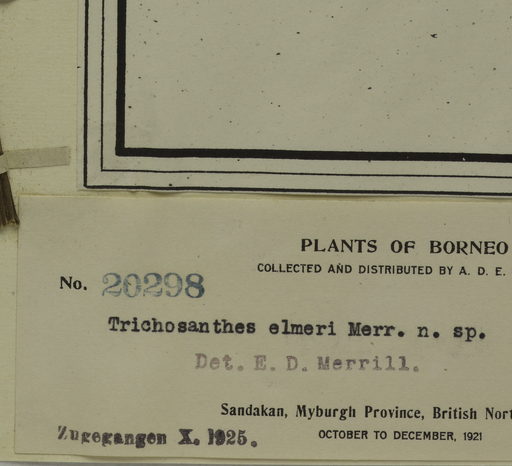 PLANTS OF BORNEO
COLLECTED AND DISTRIBUTED BY A. D. E.
No. 20298
Trichosanthes elmeri Merr. n. sp.
Det. E. D. Merrill.
Sandakan, Myburgh Province, British Nort
OCTOBER TO DECEMBER, 1921
Zugegangen X. 1925.